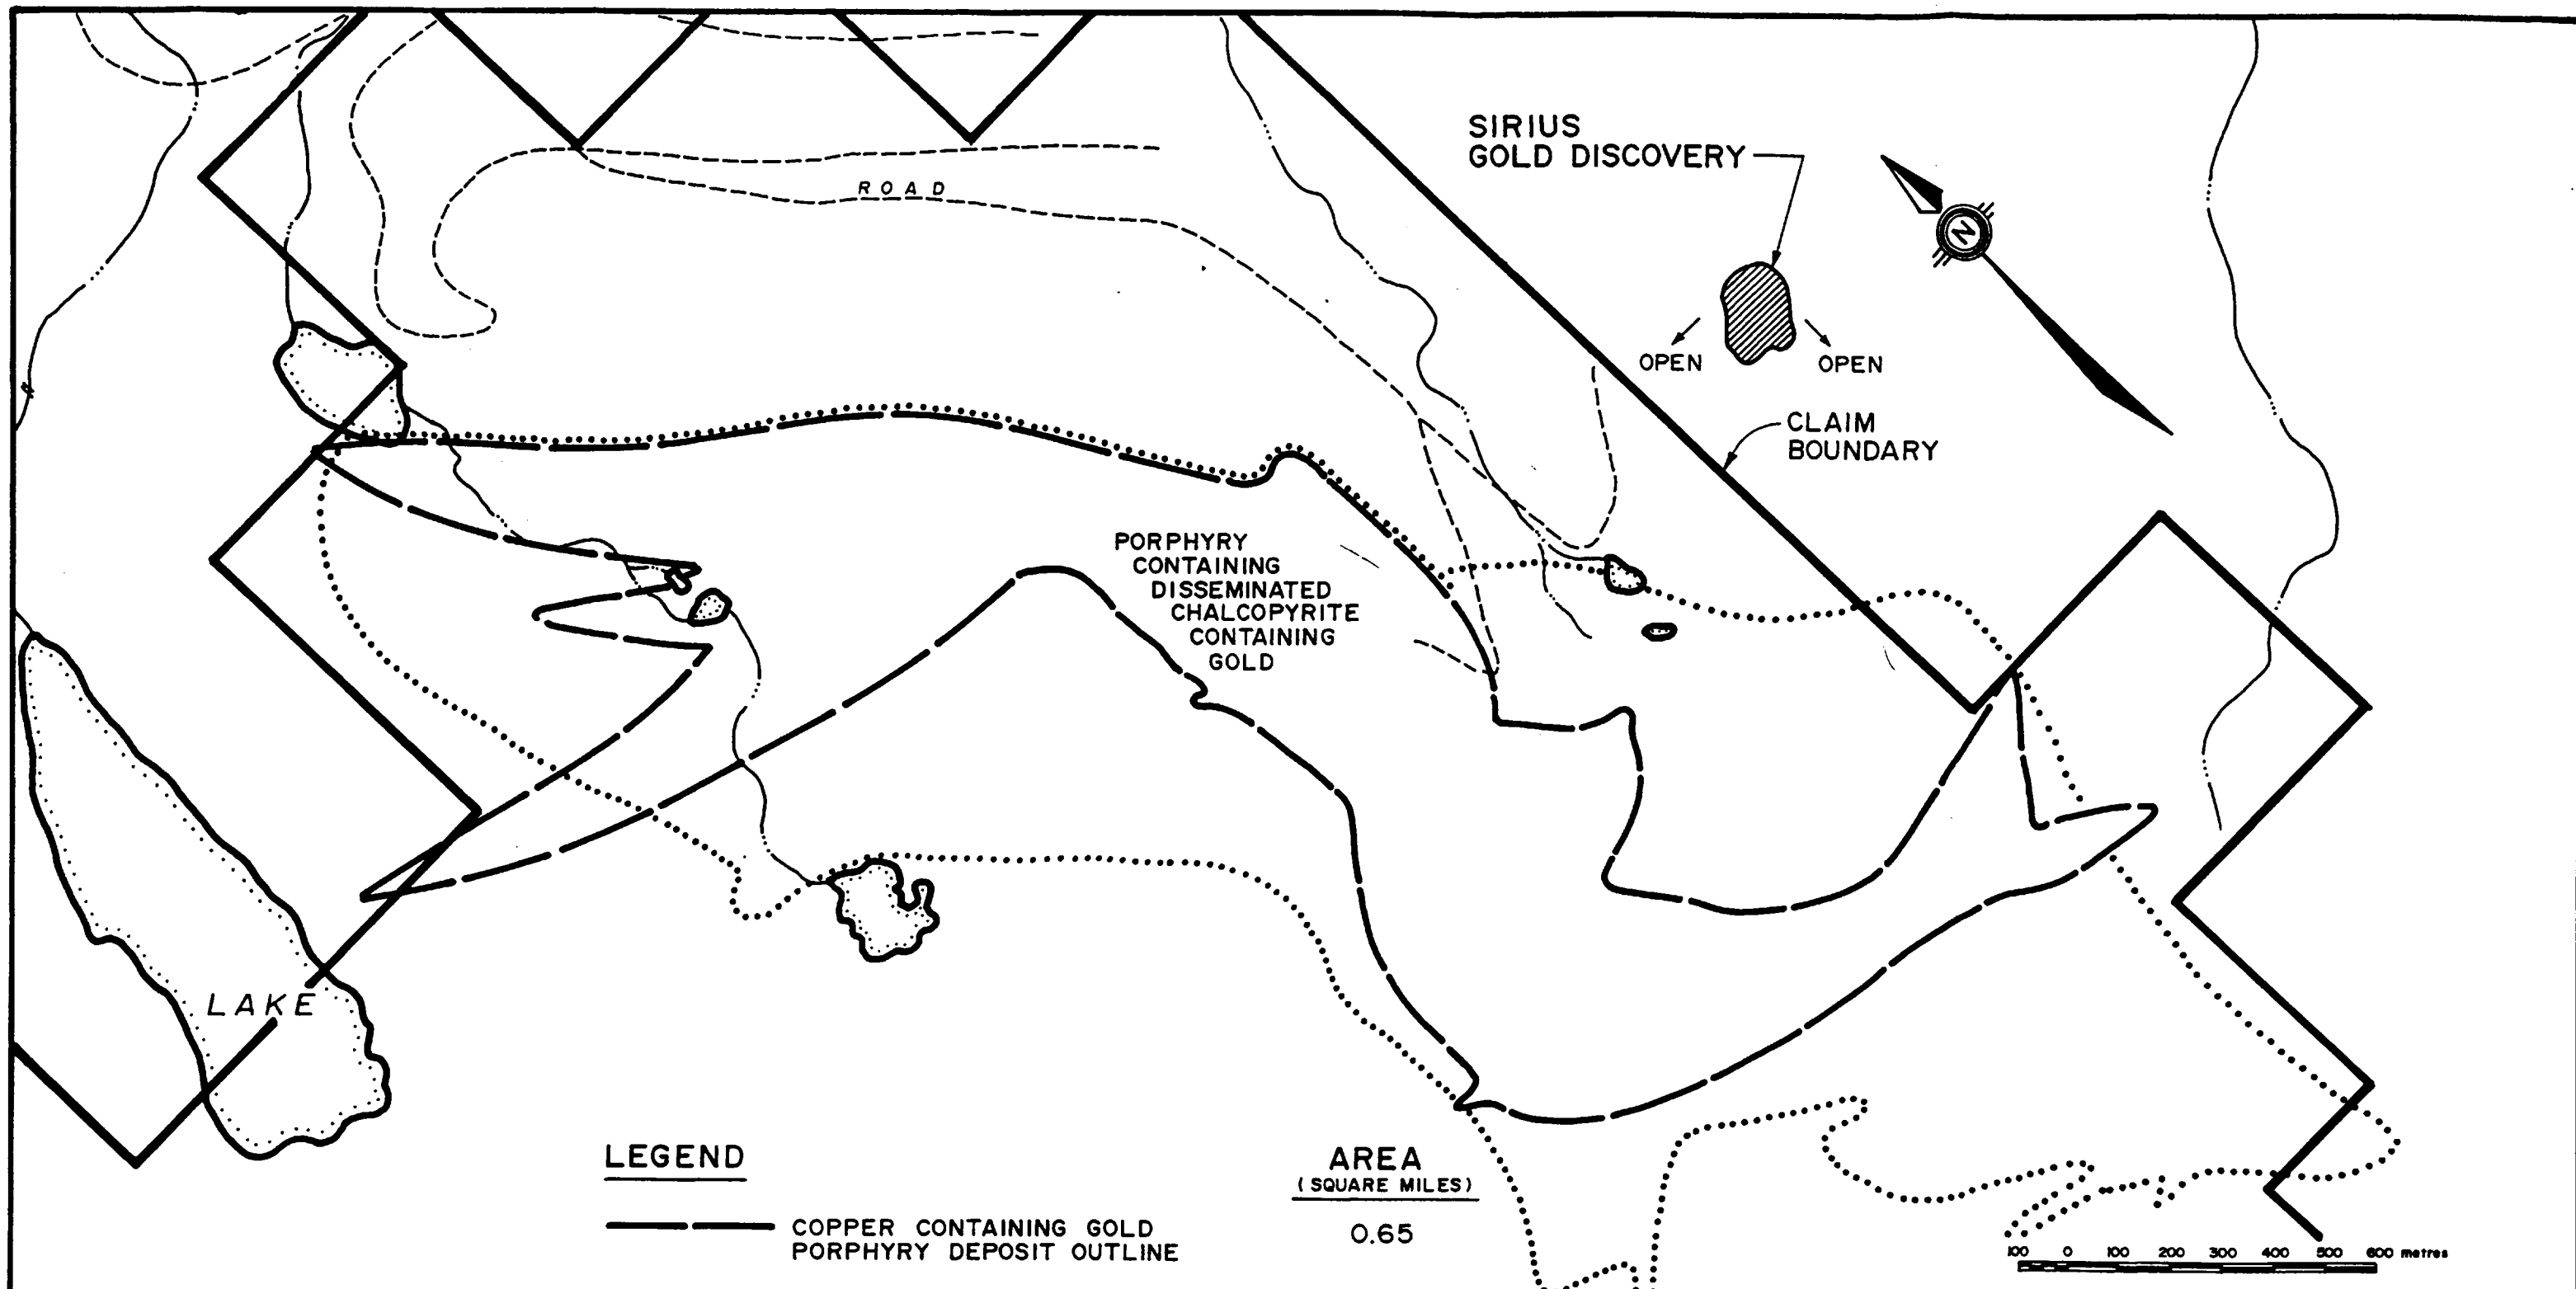 SIRIUS
GOLD DISCOVERY
ROAD
N
OPEN
OPEN
CLAIM
BOUNDARY
PORPHYRY
CONTAINING
DISSEMINATED
CHALCOPYRITE
CONTAINING
GOLD
LAKE
LEGEND
AREA
(SQUARE MILES)
COPPER CONTAINING GOLD
PORPHYRY DEPOSIT OUTLINE
0.65
100 0 100 200 300 400 500 600 metres